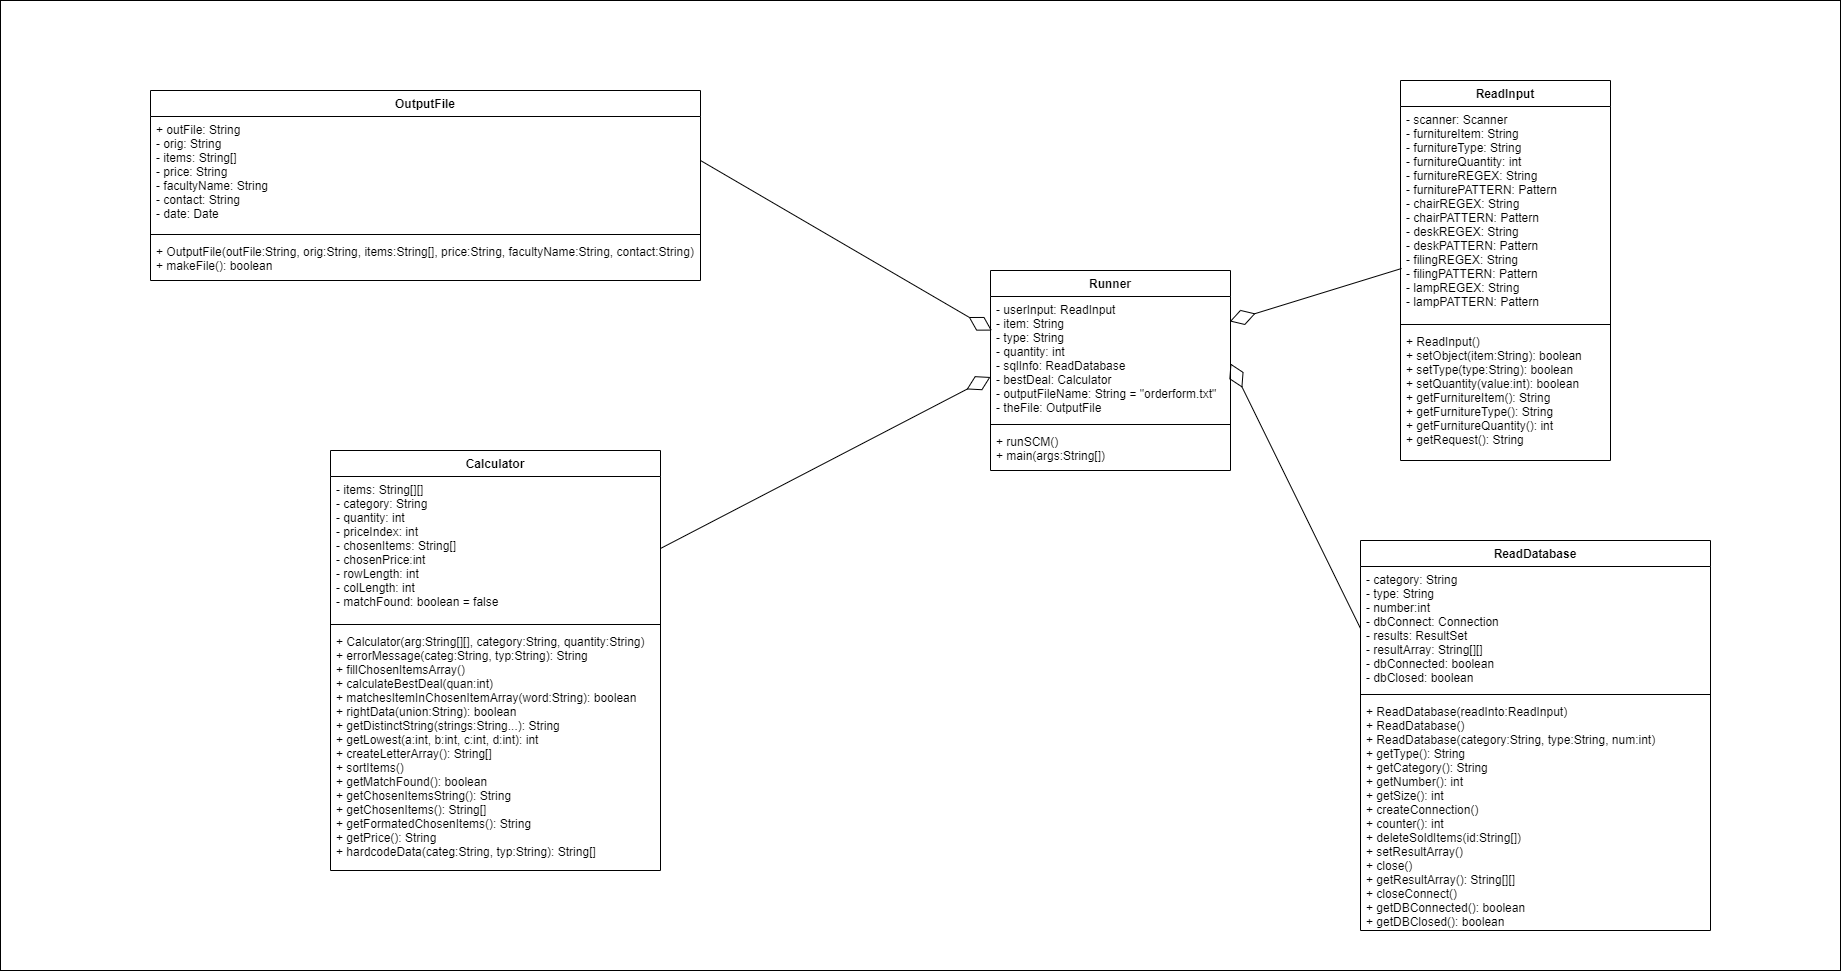 OutputFile
+ outFile: String
- orig: String
- items: String[]
- price: String
- facultyName: String
- contact: String
- date: Date
+ OutputFile(outFile:String, orig:String, items:String[], price:String, facultyName:String, contact:String)
+ makeFile(): boolean
Calculator
- items: String[][]
- category: String
- quantity: int
- priceIndex: int
- chosenItems: String[]
- chosenPrice:int
- rowLength: int
- colLength: int
- matchFound: boolean = false
+ Calculator(arg:String[][], category:String, quantity:String)
+ errorMessage(categ:String, typ:String): String
+ fillChosenItemsArray()
+ calculateBestDeal(quan:int)
+ matchesItemInChosenItemArray(word:String): boolean
+ rightData(union:String): boolean
+ getDistinctString(strings:String...): String
+ getLowest(a:int, b:int, c:int, d:int): int
+ createLetterArray(): String[]
+ sortItems()
+ getMatchFound(): boolean
+ getChosenItemsString(): String
+ getChosenItems(): String[]
+ getFormatedChosenItems(): String
+ getPrice(): String
+ hardcodeData(categ:String, typ:String): String[]
Runner
- userInput: ReadInput
- item: String
- type: String
- quantity: int
- sqlInfo: ReadDatabase
- bestDeal: Calculator
- outputFileName: String = "orderform.txt"
- theFile: OutputFile
+ runSCM()
+ main(args:String[])
ReadInput
- scanner: Scanner
- furnitureItem: String
- furnitureType: String
- furnitureQuantity: int
- furnitureREGEX: String
- furniturePATTERN: Pattern
- chairREGEX: String
- chairPATTERN: Pattern
- deskREGEX: String
- deskPATTERN: Pattern
- filingREGEX: String
- filingPATTERN: Pattern
- lampREGEX: String
- lampPATTERN: Pattern
+ ReadInput()
+ setObject(item:String): boolean
+ setType(type:String): boolean
+ setQuantity(value:int): boolean
+ getFurnitureItem(): String
+ getFurnitureType(): String
+ getFurnitureQuantity(): int
+ getRequest(): String
ReadDatabase
- category: String
- type: String
- number:int
- dbConnect: Connection
- results: ResultSet
- resultArray: String[][]
- dbConnected: boolean
- dbClosed: boolean
+ ReadDatabase(readInto:ReadInput)
+ ReadDatabase()
+ ReadDatabase(category:String, type:String, num:int)
+ getType(): String
+ getCategory(): String
+ getNumber(): int
+ getSize(): int
+ createConnection()
+ counter(): int
+ deleteSoldItems(id:String[])
+ setResultArray()
+ close()
+ getResultArray(): String[][]
+ closeConnect()
+ getDBConnected(): boolean
+ getDBClosed(): boolean